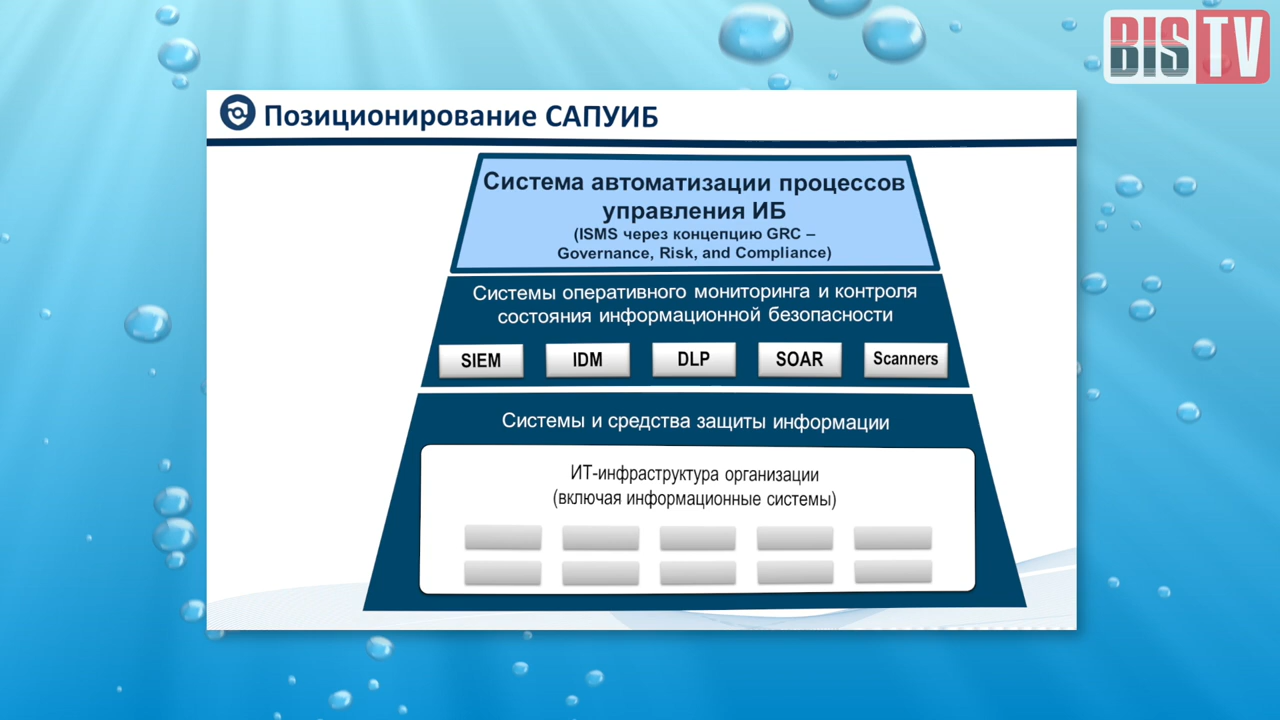 BIS TV
Позиционирование САПУИБ
Система автоматизации процессов
управления ИБ
(ISMS через концепцию GRC –
Governance, Risk, and Compliance)
Системы оперативного мониторинга и контроля
состояния информационной безопасности
SIEM
IDM
DLP
SOAR
Scanners
Системы и средства защиты информации
ИТ-инфраструктура организации
(включая информационные системы)